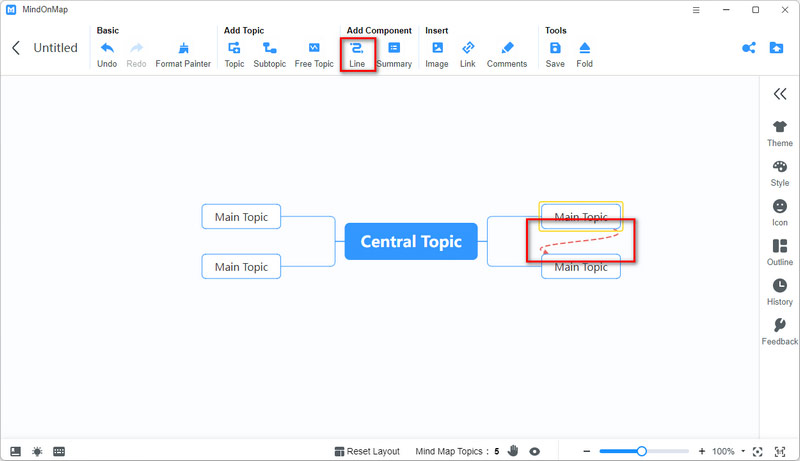 MindOnMap
Untitled
Basic
Undo
Redo
Format Painter
Add Topic
Topic
Subtopic
Free Topic
Add Component
Line
Summary
Insert
Image
Link
Comments
Tools
Save
Fold
Main Topic
Main Topic
Central Topic
Main Topic
Main Topic
Theme
Style
Icon
Outline
History
Feedback
Reset Layout
Mind Map Topics : 5
100%